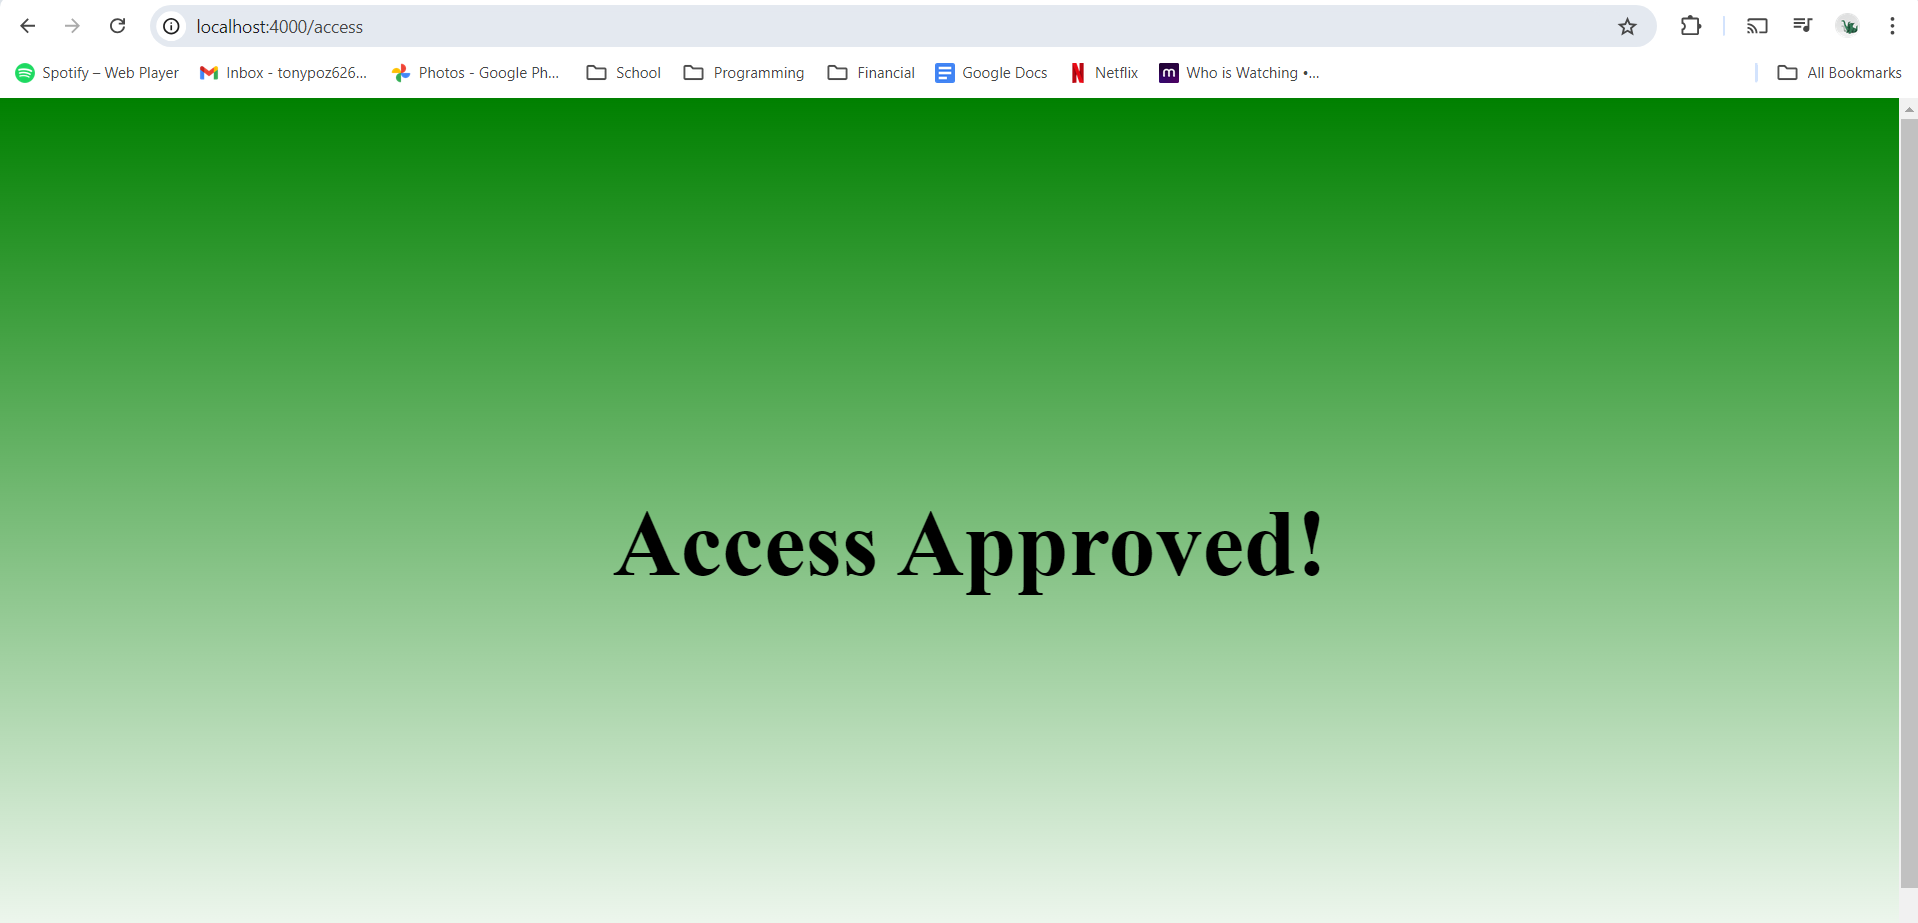 localhost:4000/access
Spotify – Web Player Inbox - tonypoz626... Photos - Google Ph... School Programming Financial Google Docs Netflix m Who is Watching •... All Bookmarks
Access Approved!